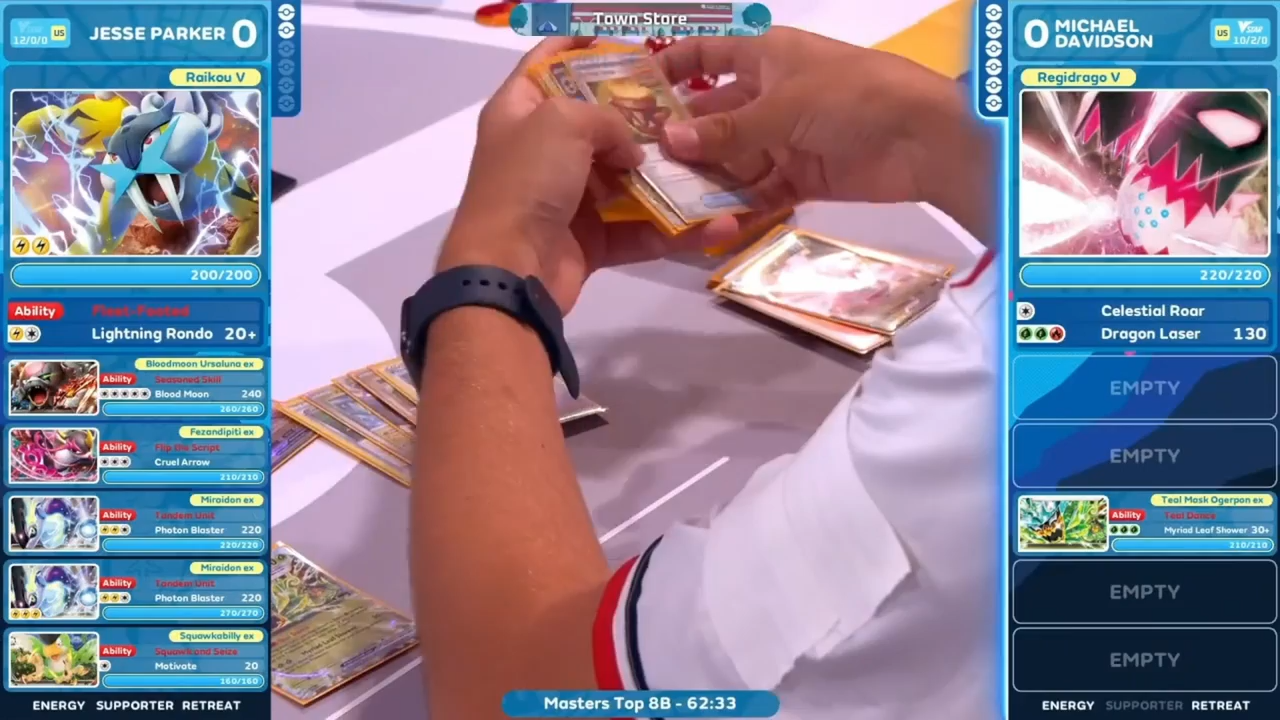 Town Store
VSTAR
12/0/0
US
JESSE PARKER 0
Raikou V
200/200
Ability Fleet-Footed
Lightning Rondo 20+
Bloodmoon Ursaluna ex
Ability Seasoned Skill
Blood Moon 240
260/260
Fezandipiti ex
Ability Flip the Script
Cruel Arrow
210/210
Miraidon ex
Ability Tandem Unit
Photon Blaster 220
220/220
Miraidon ex
Ability Tandem Unit
Photon Blaster 220
270/270
Squawkabilly ex
Ability Squawk and Seize
Motivate 20
160/160
ENERGY SUPPORTER RETREAT
0 MICHAEL
DAVIDSON
US
VSTAR
10/2/0
Regidrago V
220/220
Celestial Roar
Dragon Laser 130
EMPTY
EMPTY
Teal Mask Ogerpon ex
Ability Teal Dance
Myriad Leaf Shower 30+
210/210
EMPTY
EMPTY
ENERGY SUPPORTER RETREAT
Masters Top 8B - 62:33